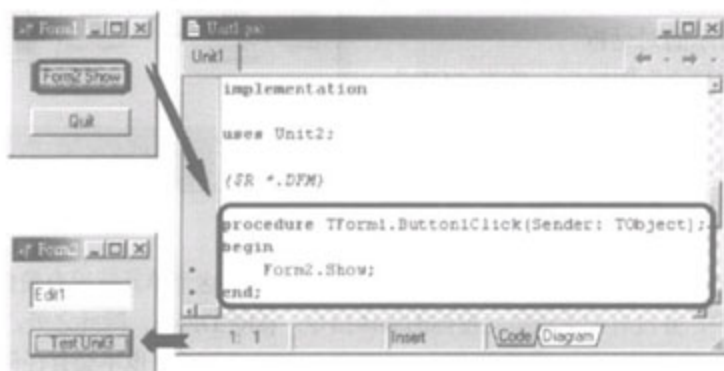 Form1
Form2 Show
Quit
Unit1.pas
Unit1
implementation
uses Unit2;
{$R *.DFM}
procedure TForm1.Button1Click(Sender: TObject);
begin
Form2.Show;
end;
1: 1
Insert
Code
Diagram
Form2
Edit1
Test Unit3